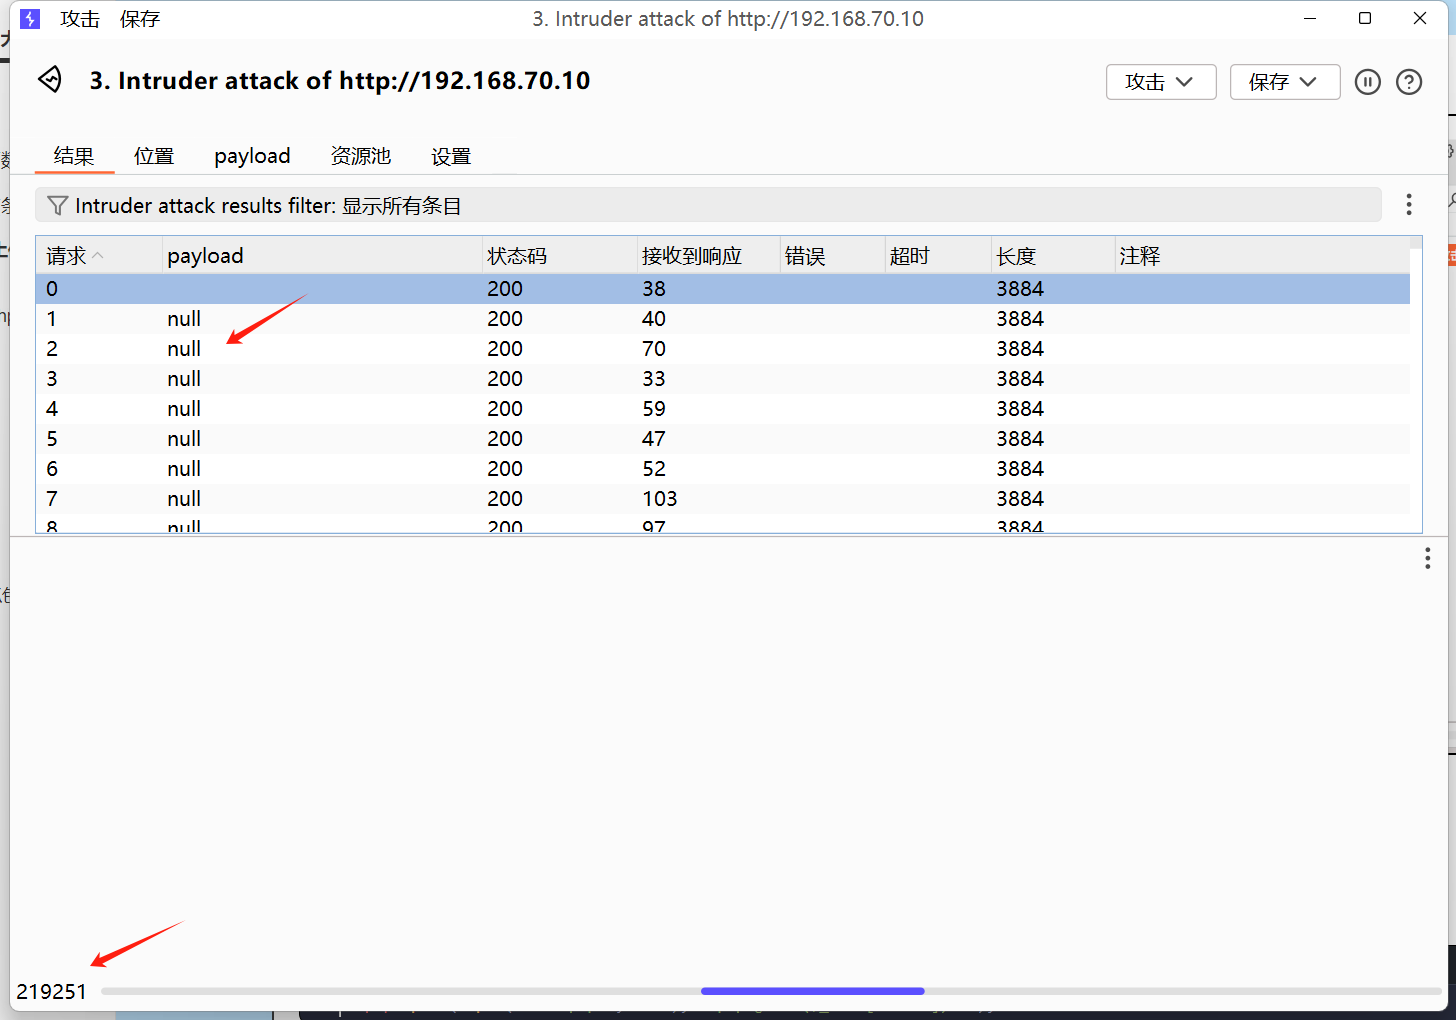 攻击 保存 3. Intruder attack of http://192.168.70.10
3. Intruder attack of http://192.168.70.10 攻击 保存
结果 位置 payload 资源池 设置
Intruder attack results filter: 显示所有条目
请求 payload 状态码 接收到响应 错误 超时 长度 注释
0 200 38 3884
1 null 200 40 3884
2 null 200 70 3884
3 null 200 33 3884
4 null 200 59 3884
5 null 200 47 3884
6 null 200 52 3884
7 null 200 103 3884
8 null 200 97 3884
219251